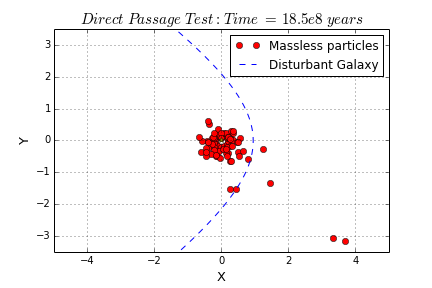 Direct Passage Test: Time = 18.5e8 years
Massless particles
Disturbant Galaxy
3
2
1
0
−1
−2
−3
Y
−4
−2
0
2
4
X